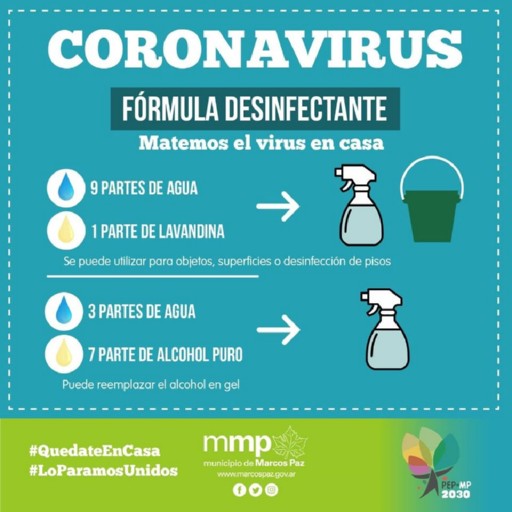 CORONAVIRUS
FÓRMULA DESINFECTANTE
Matemos el virus en casa
9 PARTES DE AGUA
1 PARTE DE LAVANDINA
Se puede utilizar para objetos, superficies o desinfección de pisos
3 PARTES DE AGUA
7 PARTE DE ALCOHOL PURO
Puede reemplazar el alcohol en gel
#QuedateEnCasa
#LoParamosUnidos
mmp
municipio de Marcos Paz
www.marcospaz.gov.ar
PEP-MP
2030